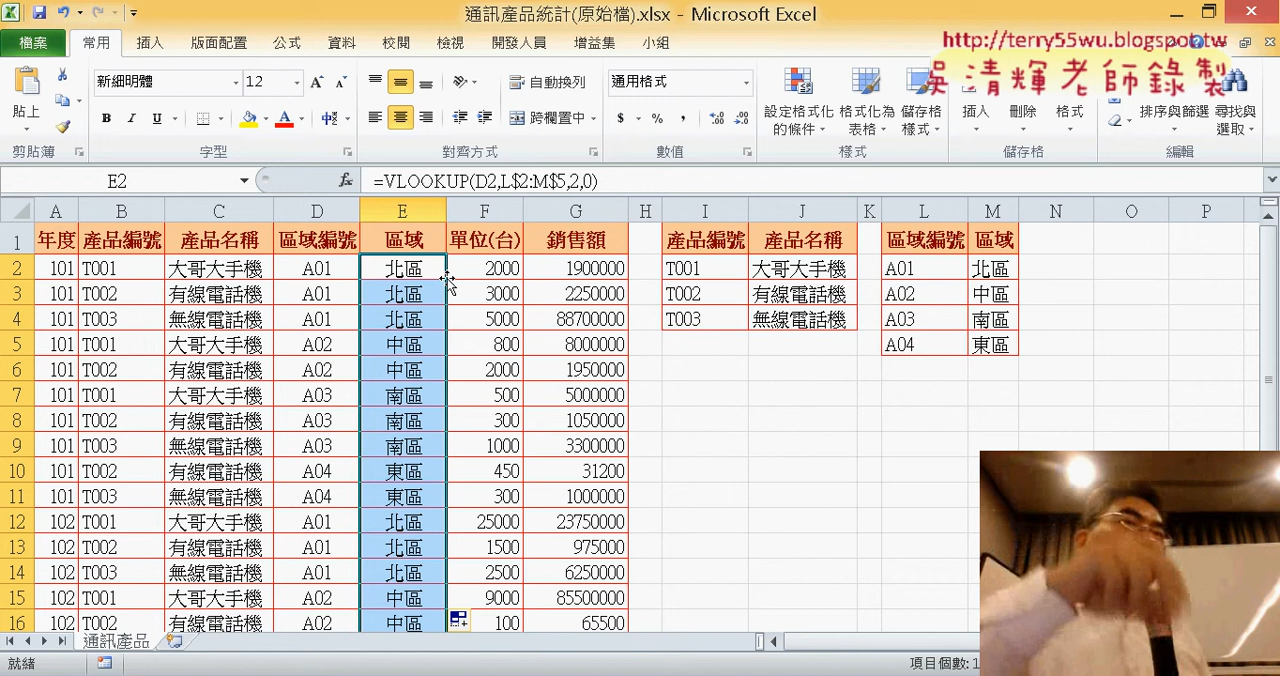 通訊產品統計(原始檔).xlsx - Microsoft Excel
http://terry55wu.blogspot.tw
吳清輝老師錄製
檔案 常用 插入 版面配置 公式 資料 校閱 檢視 開發人員 增益集 小組
新細明體 12 自動換列 通用格式
貼上 B I U 跨欄置中 $ % , 設定格式化的條件 格式化為表格 儲存格樣式 插入 刪除 格式 排序與篩選 尋找與選取
剪貼簿 字型 對齊方式 數值 樣式 儲存格 編輯
E2 fx =VLOOKUP(D2,L$2:M$5,2,0)
A B C D E F G H I J K L M N O P
1 年度 產品編號 產品名稱 區域編號 區域 單位(台) 銷售額 產品編號 產品名稱 區域編號 區域
2 101 T001 大哥大手機 A01 北區 2000 1900000 T001 大哥大手機 A01 北區
3 101 T002 有線電話機 A01 北區 3000 2250000 T002 有線電話機 A02 中區
4 101 T003 無線電話機 A01 北區 5000 88700000 T003 無線電話機 A03 南區
5 101 T001 大哥大手機 A02 中區 800 8000000 A04 東區
6 101 T002 有線電話機 A02 中區 2000 1950000
7 101 T001 大哥大手機 A03 南區 500 5000000
8 101 T002 有線電話機 A03 南區 300 1050000
9 101 T003 無線電話機 A03 南區 1000 3300000
10 101 T002 有線電話機 A04 東區 450 31200
11 101 T003 無線電話機 A04 東區 300 1000000
12 102 T001 大哥大手機 A01 北區 25000 23750000
13 102 T002 有線電話機 A01 北區 1500 975000
14 102 T003 無線電話機 A01 北區 2500 6250000
15 102 T001 大哥大手機 A02 中區 9000 85500000
16 102 T002 有線電話機 A02 中區 100 65500
通訊產品
就緒 項目個數: